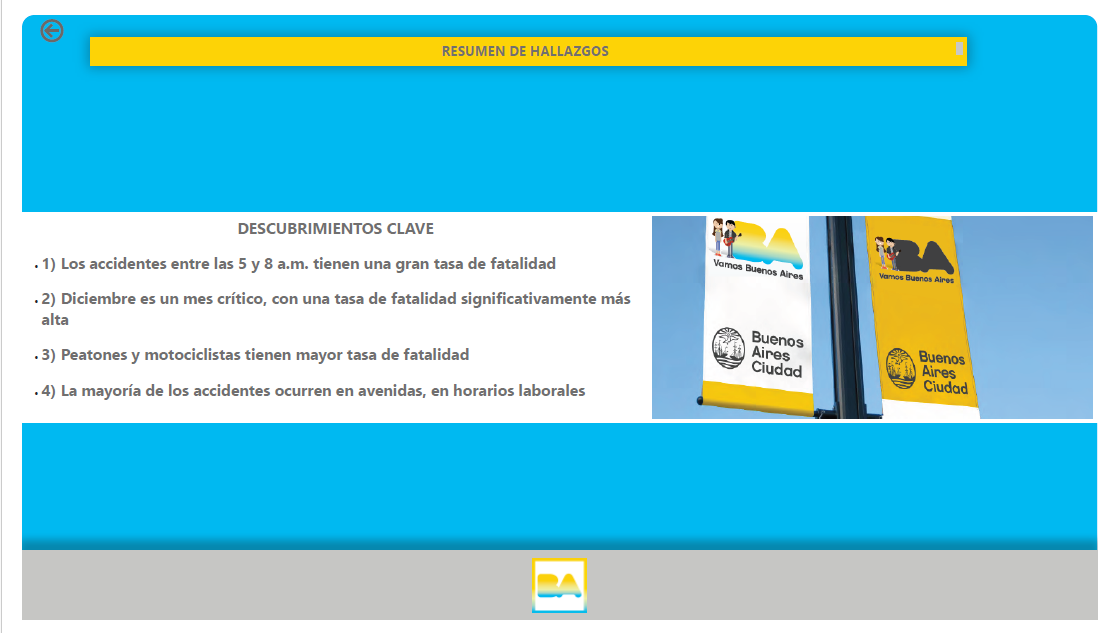 RESUMEN DE HALLAZGOS
DESCUBRIMIENTOS CLAVE
• 1) Los accidentes entre las 5 y 8 a.m. tienen una gran tasa de fatalidad
• 2) Diciembre es un mes crítico, con una tasa de fatalidad significativamente más
alta
• 3) Peatones y motociclistas tienen mayor tasa de fatalidad
• 4) La mayoría de los accidentes ocurren en avenidas, en horarios laborales
BA
Vamos Buenos Aires
Buenos
Aires
Ciudad
BA
Vamos Buenos Aires
Buenos
Aires
Ciudad
BA